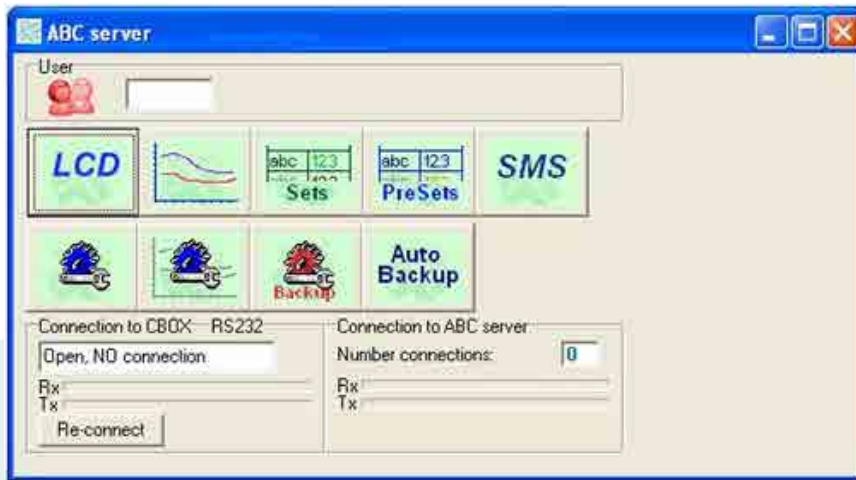 ABC server
User
LCD
abc 123
Sets
abc 123
PreSets
SMS
Backup
Auto
Backup
Connection to CBOX RS232
Open, NO connection
Rx
Tx
Re-connect
Connection to ABC server
Number connections: 0
Rx
Tx